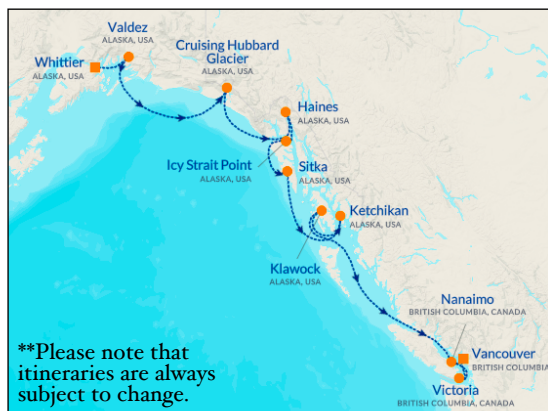 Valdez
ALASKA, USA
Whittier
ALASKA, USA
Cruising Hubbard
Glacier
ALASKA, USA
Haines
ALASKA, USA
Icy Strait Point
ALASKA, USA
Sitka
ALASKA, USA
Ketchikan
ALASKA, USA
Klawock
ALASKA, USA
Nanaimo
BRITISH COLUMBIA, CANADA
Vancouver
BRITISH COLUMBI
Victoria
BRITISH COLUMBIA, CANADA
**Please note that
itineraries are always
subject to change.